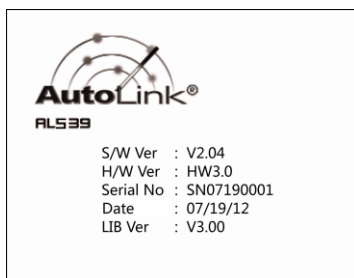 AutoLink®
AL539
S/W Ver : V2.04
H/W Ver : HW3.0
Serial No : SN07190001
Date : 07/19/12
LIB Ver : V3.00